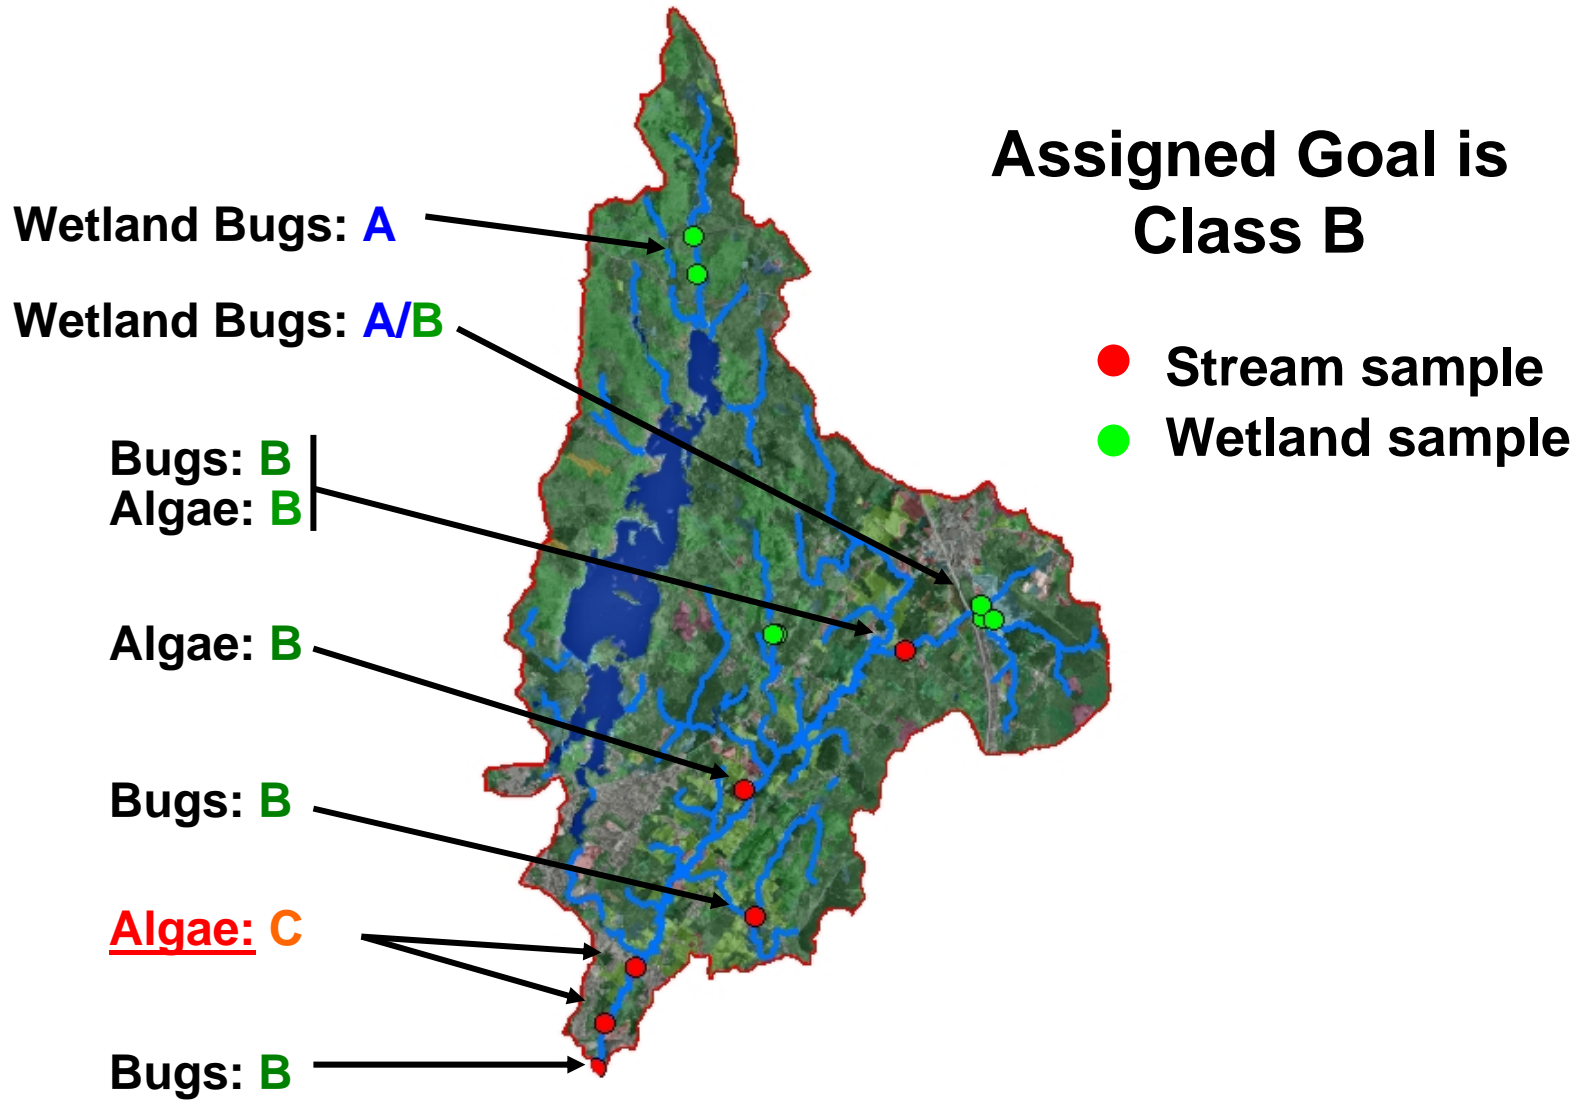 Assigned Goal is
Class B
Wetland Bugs: A
Wetland Bugs: A/B
Stream sample
Wetland sample
Bugs: B
Algae: B
Algae: B
Bugs: B
Algae: C
Bugs: B